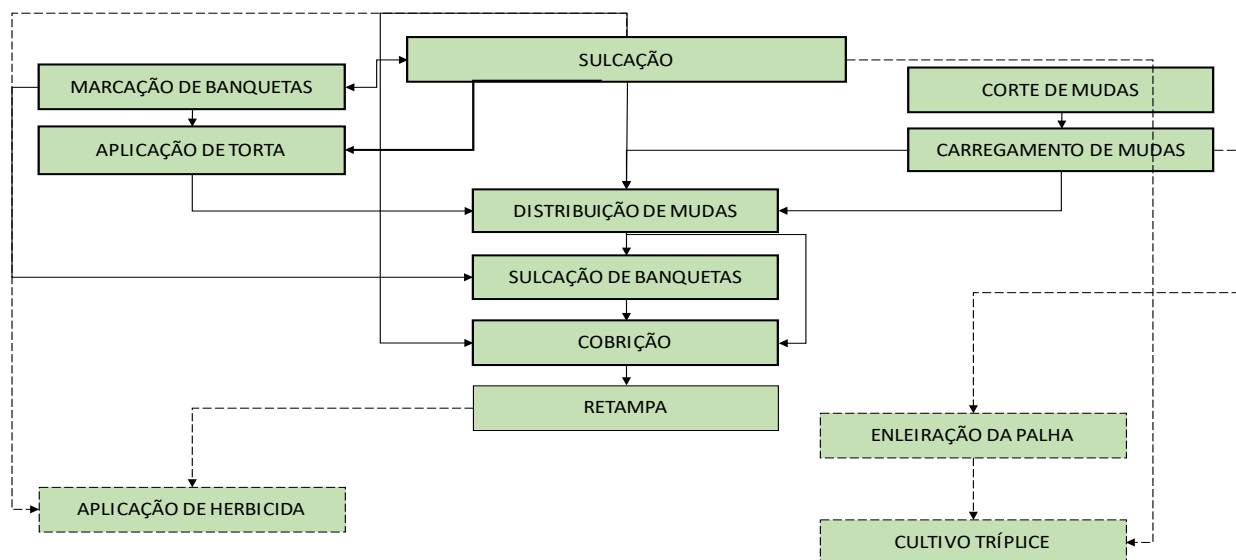 SULCAÇÃO
MARCAÇÃO DE BANQUETAS
CORTE DE MUDAS
APLICAÇÃO DE TORTA
CARREGAMENTO DE MUDAS
DISTRIBUIÇÃO DE MUDAS
SULCAÇÃO DE BANQUETAS
COBRIÇÃO
RETAMPA
ENLEIRAÇÃO DA PALHA
APLICAÇÃO DE HERBICIDA
CULTIVO TRÍPLICE